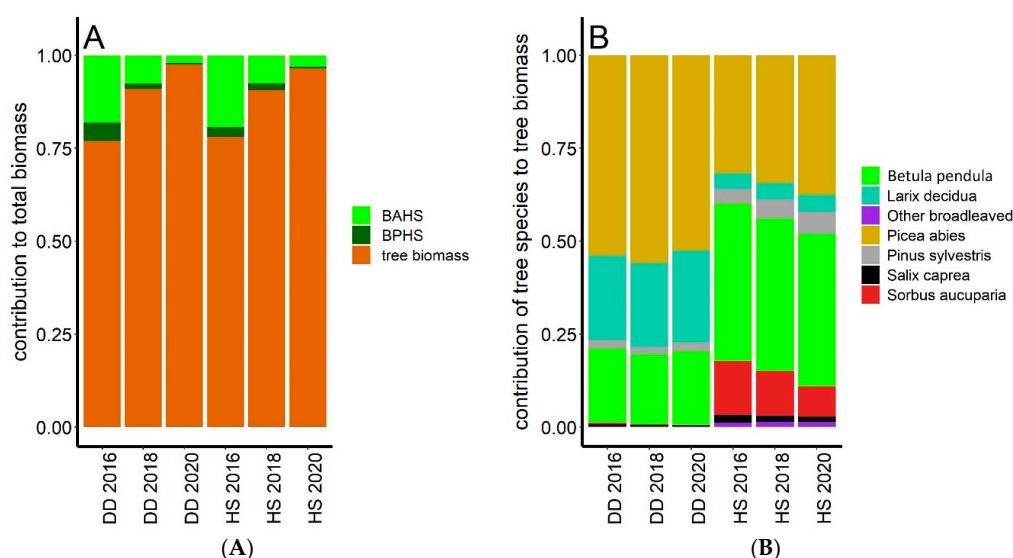 A
contribution to total biomass
1.00
0.75
0.50
0.25
0.00
DD 2016
DD 2018
DD 2020
HS 2016
HS 2018
HS 2020
BAHS
BPHS
tree biomass
(A)
B
contribution of tree species to tree biomass
1.00
0.75
0.50
0.25
0.00
DD 2016
DD 2018
DD 2020
HS 2016
HS 2018
HS 2020
Betula pendula
Larix decidua
Other broadleaved
Picea abies
Pinus sylvestris
Salix caprea
Sorbus aucuparia
(B)